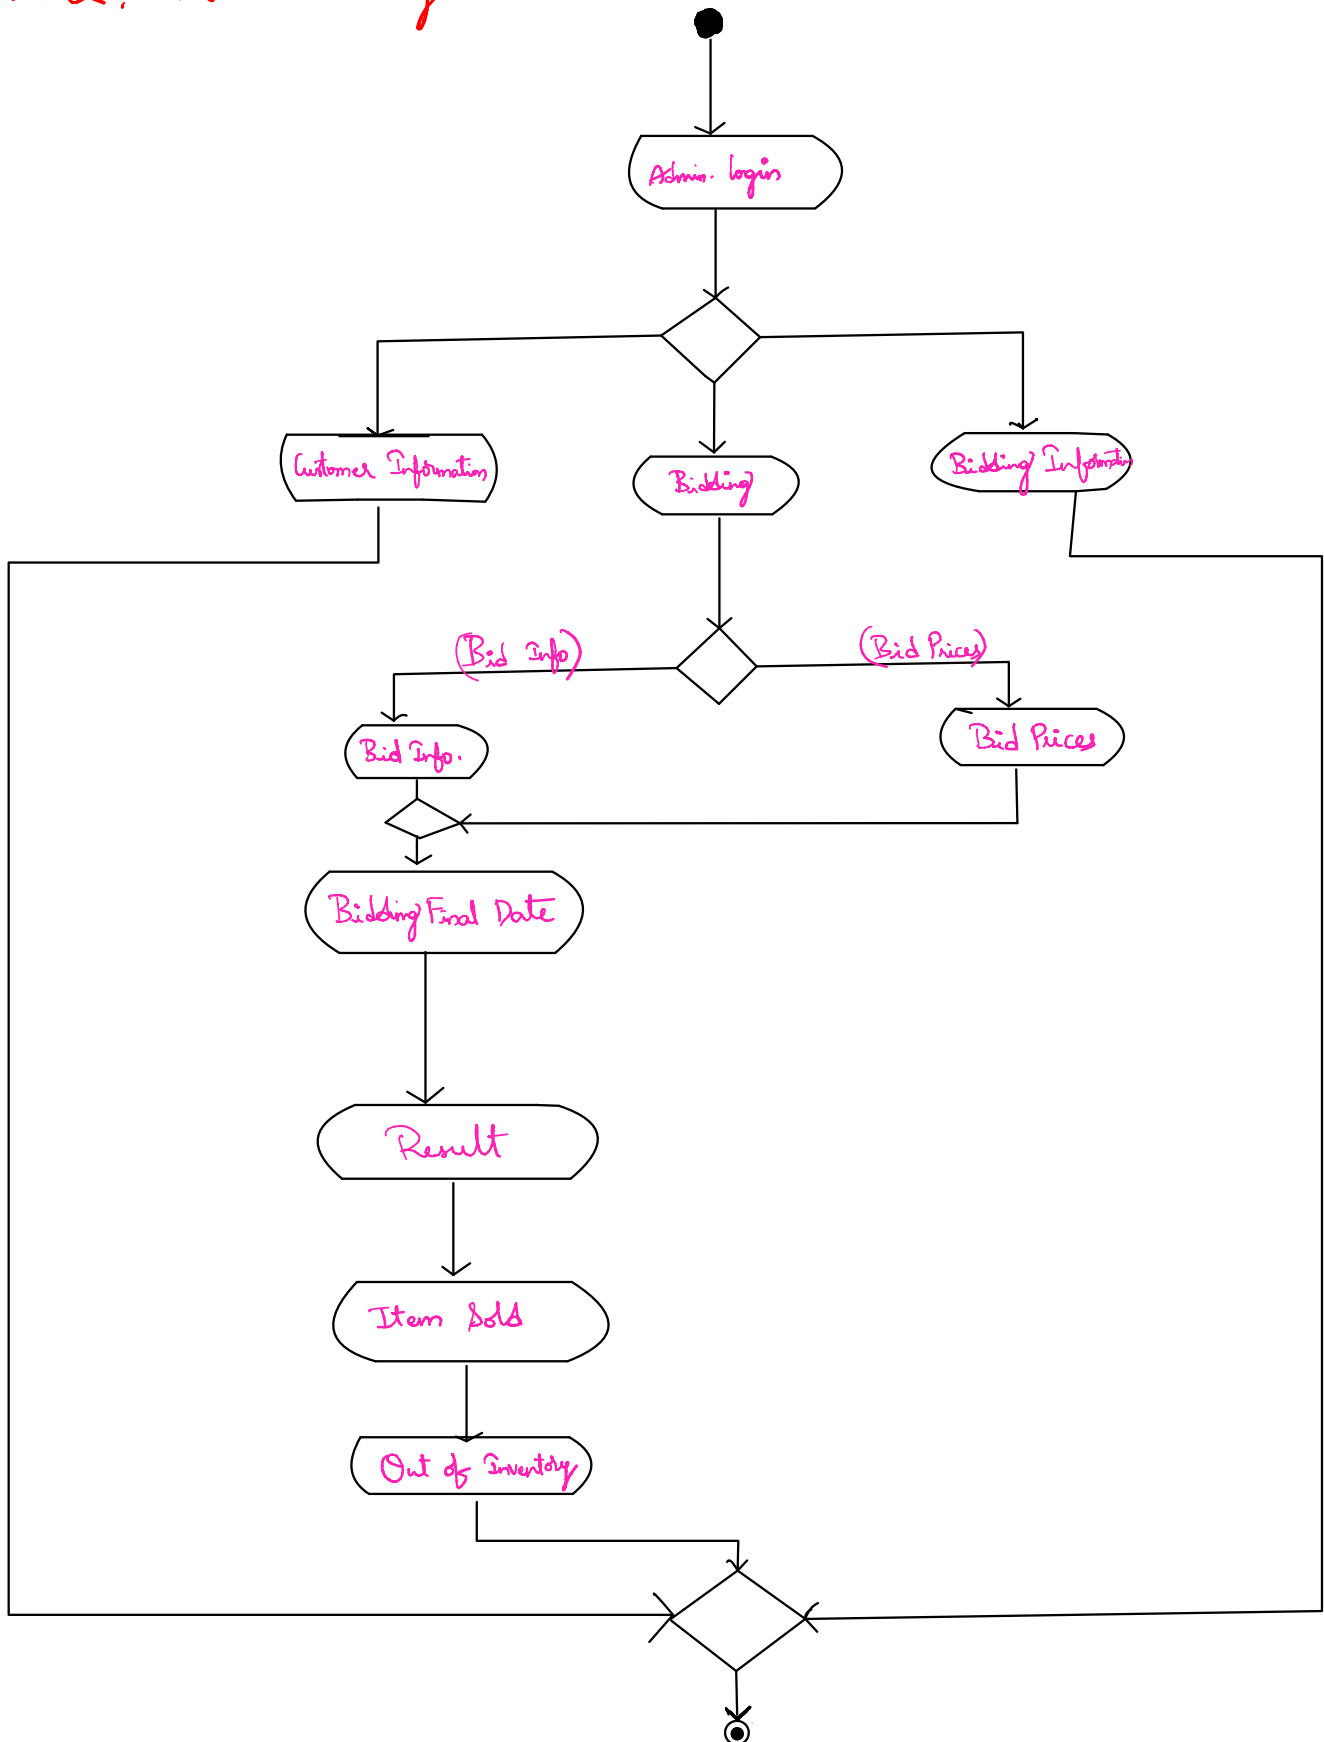 Admin. login
Customer Information
Bidding
Bidding Information
(Bid Info)
(Bid Prices)
Bid Info.
Bid Prices
Bidding Final Date
Result
Item Sold
Out of Inventory